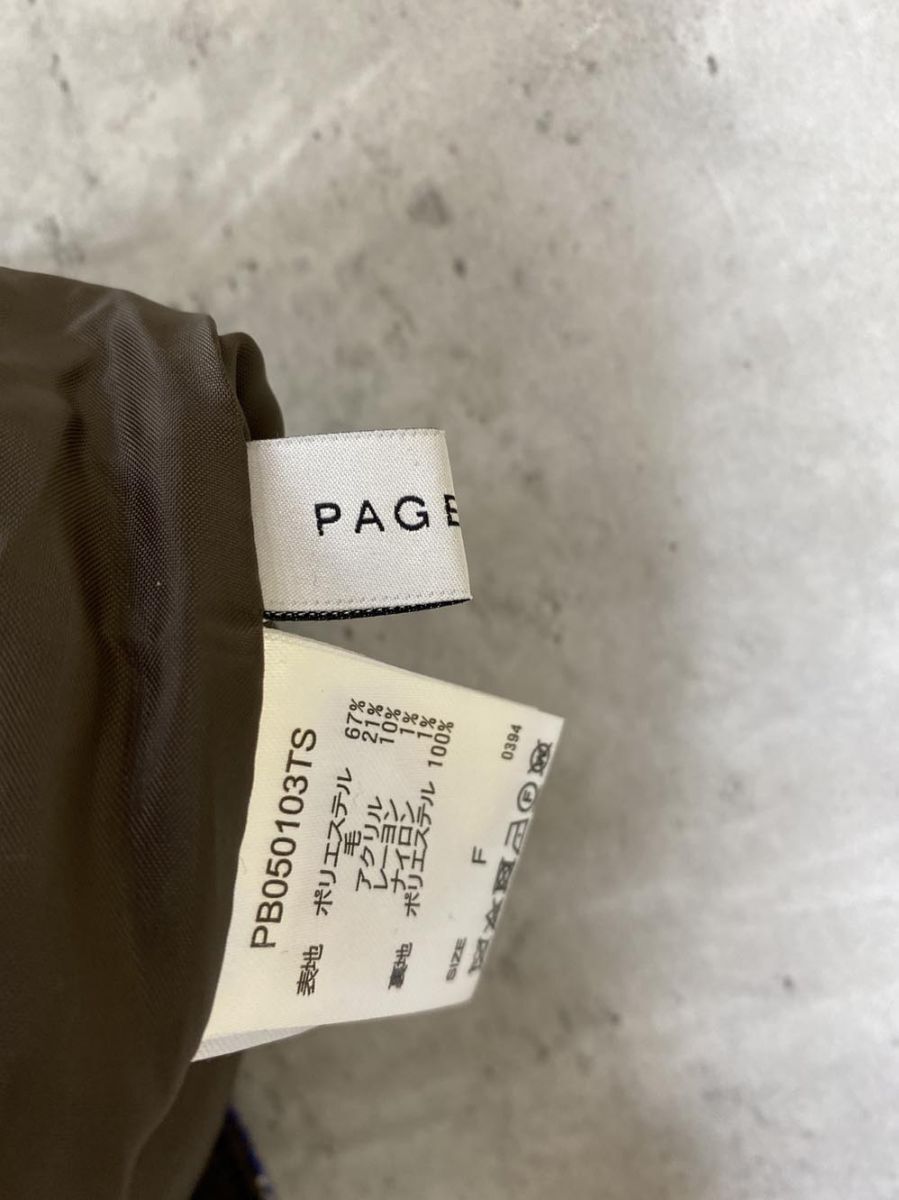 PAGE
PB050103TS
表地 ポリエステル 67%
毛 21%
アクリル 10%
レーヨン 1%
ナイロン 1%
裏地 ポリエステル 100%
SIZE F
F
0394